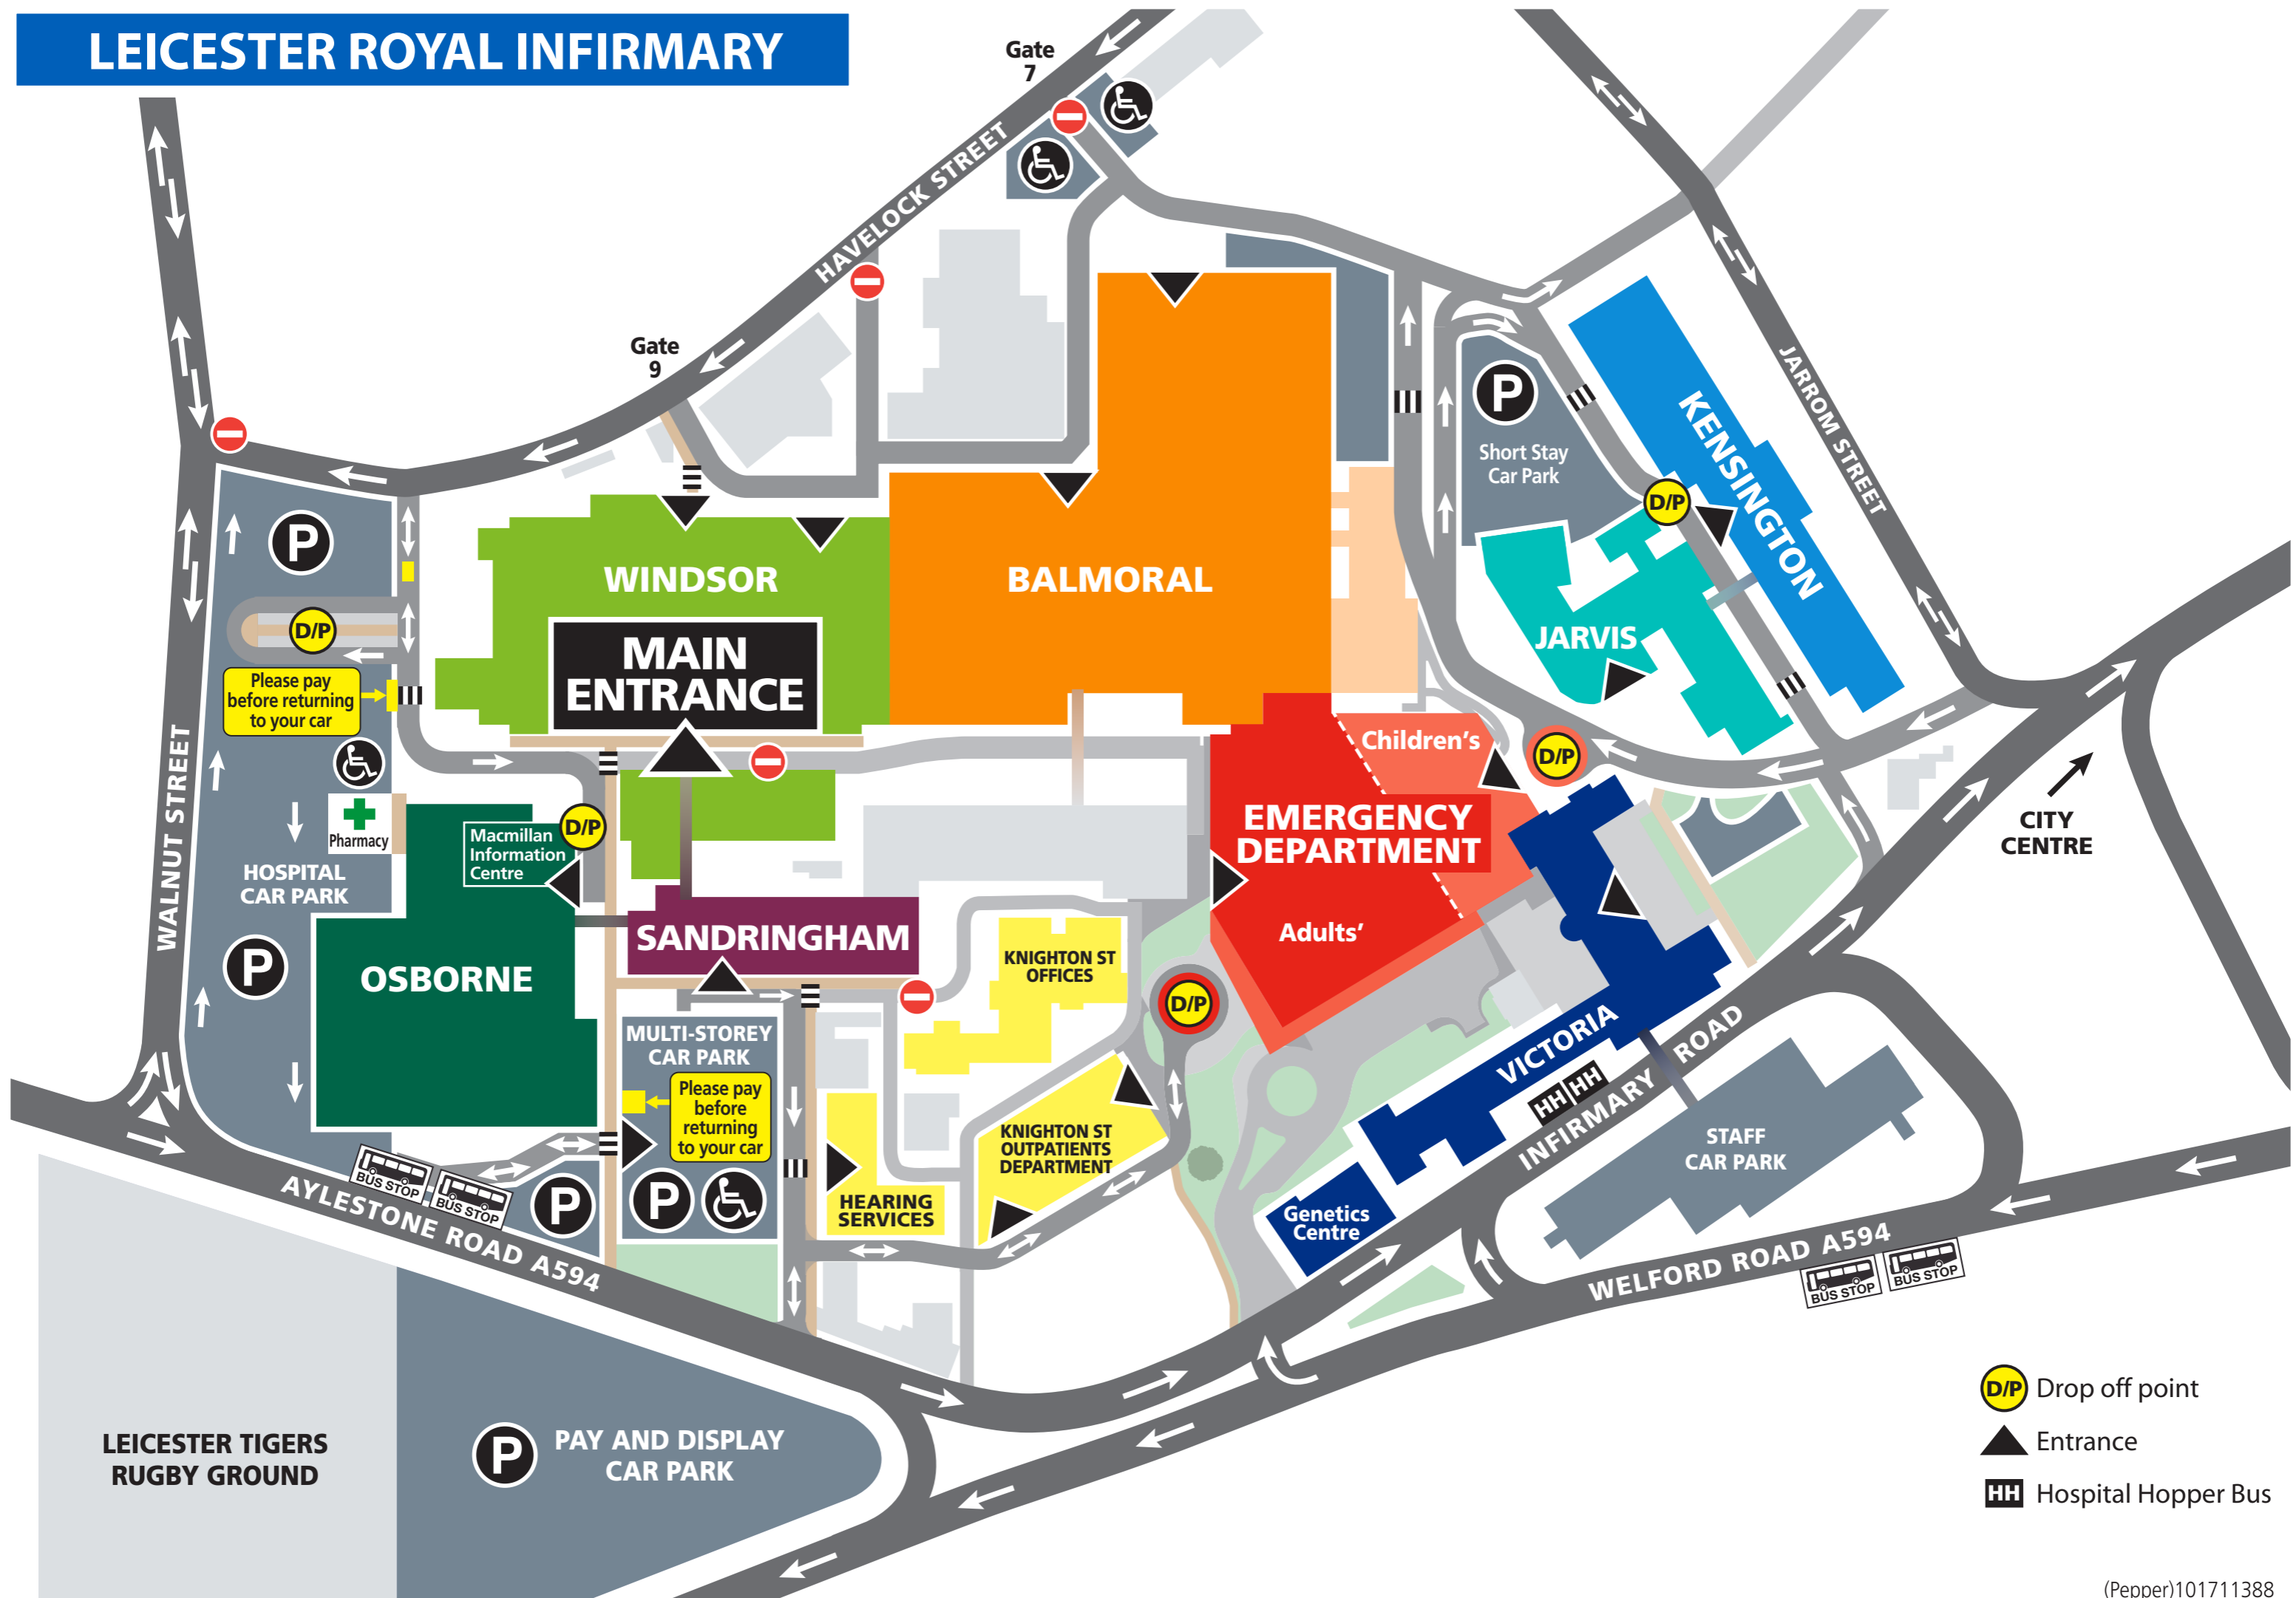 LEICESTER ROYAL INFIRMARY
Gate
7
HAVELOCK STREET
Gate
9
P
Short Stay
Car Park
KENSINGTON
JARROM STREET
D/P
P
WINDSOR
BALMORAL
D/P
JARVIS
MAIN
ENTRANCE
Please pay
before returning
to your car
Children's
D/P
WALNUT STREET
Pharmacy
Macmillan
Information
Centre
D/P
EMERGENCY
DEPARTMENT
CITY
CENTRE
HOSPITAL
CAR PARK
Adults'
SANDRINGHAM
P
OSBORNE
KNIGHTON ST
OFFICES
D/P
MULTI-STOREY
CAR PARK
VICTORIA
INFIRMARY ROAD
HH HH
Please pay
before
returning
to your car
KNIGHTON ST
OUTPATIENTS
DEPARTMENT
STAFF
CAR PARK
BUS STOP
BUS STOP
P
P
HEARING
SERVICES
Genetics
Centre
AYLESTONE ROAD A594
WELFORD ROAD A594
BUS STOP
BUS STOP
LEICESTER TIGERS
RUGBY GROUND
P
PAY AND DISPLAY
CAR PARK
D/P Drop off point
Entrance
HH Hospital Hopper Bus
(Pepper)101711388